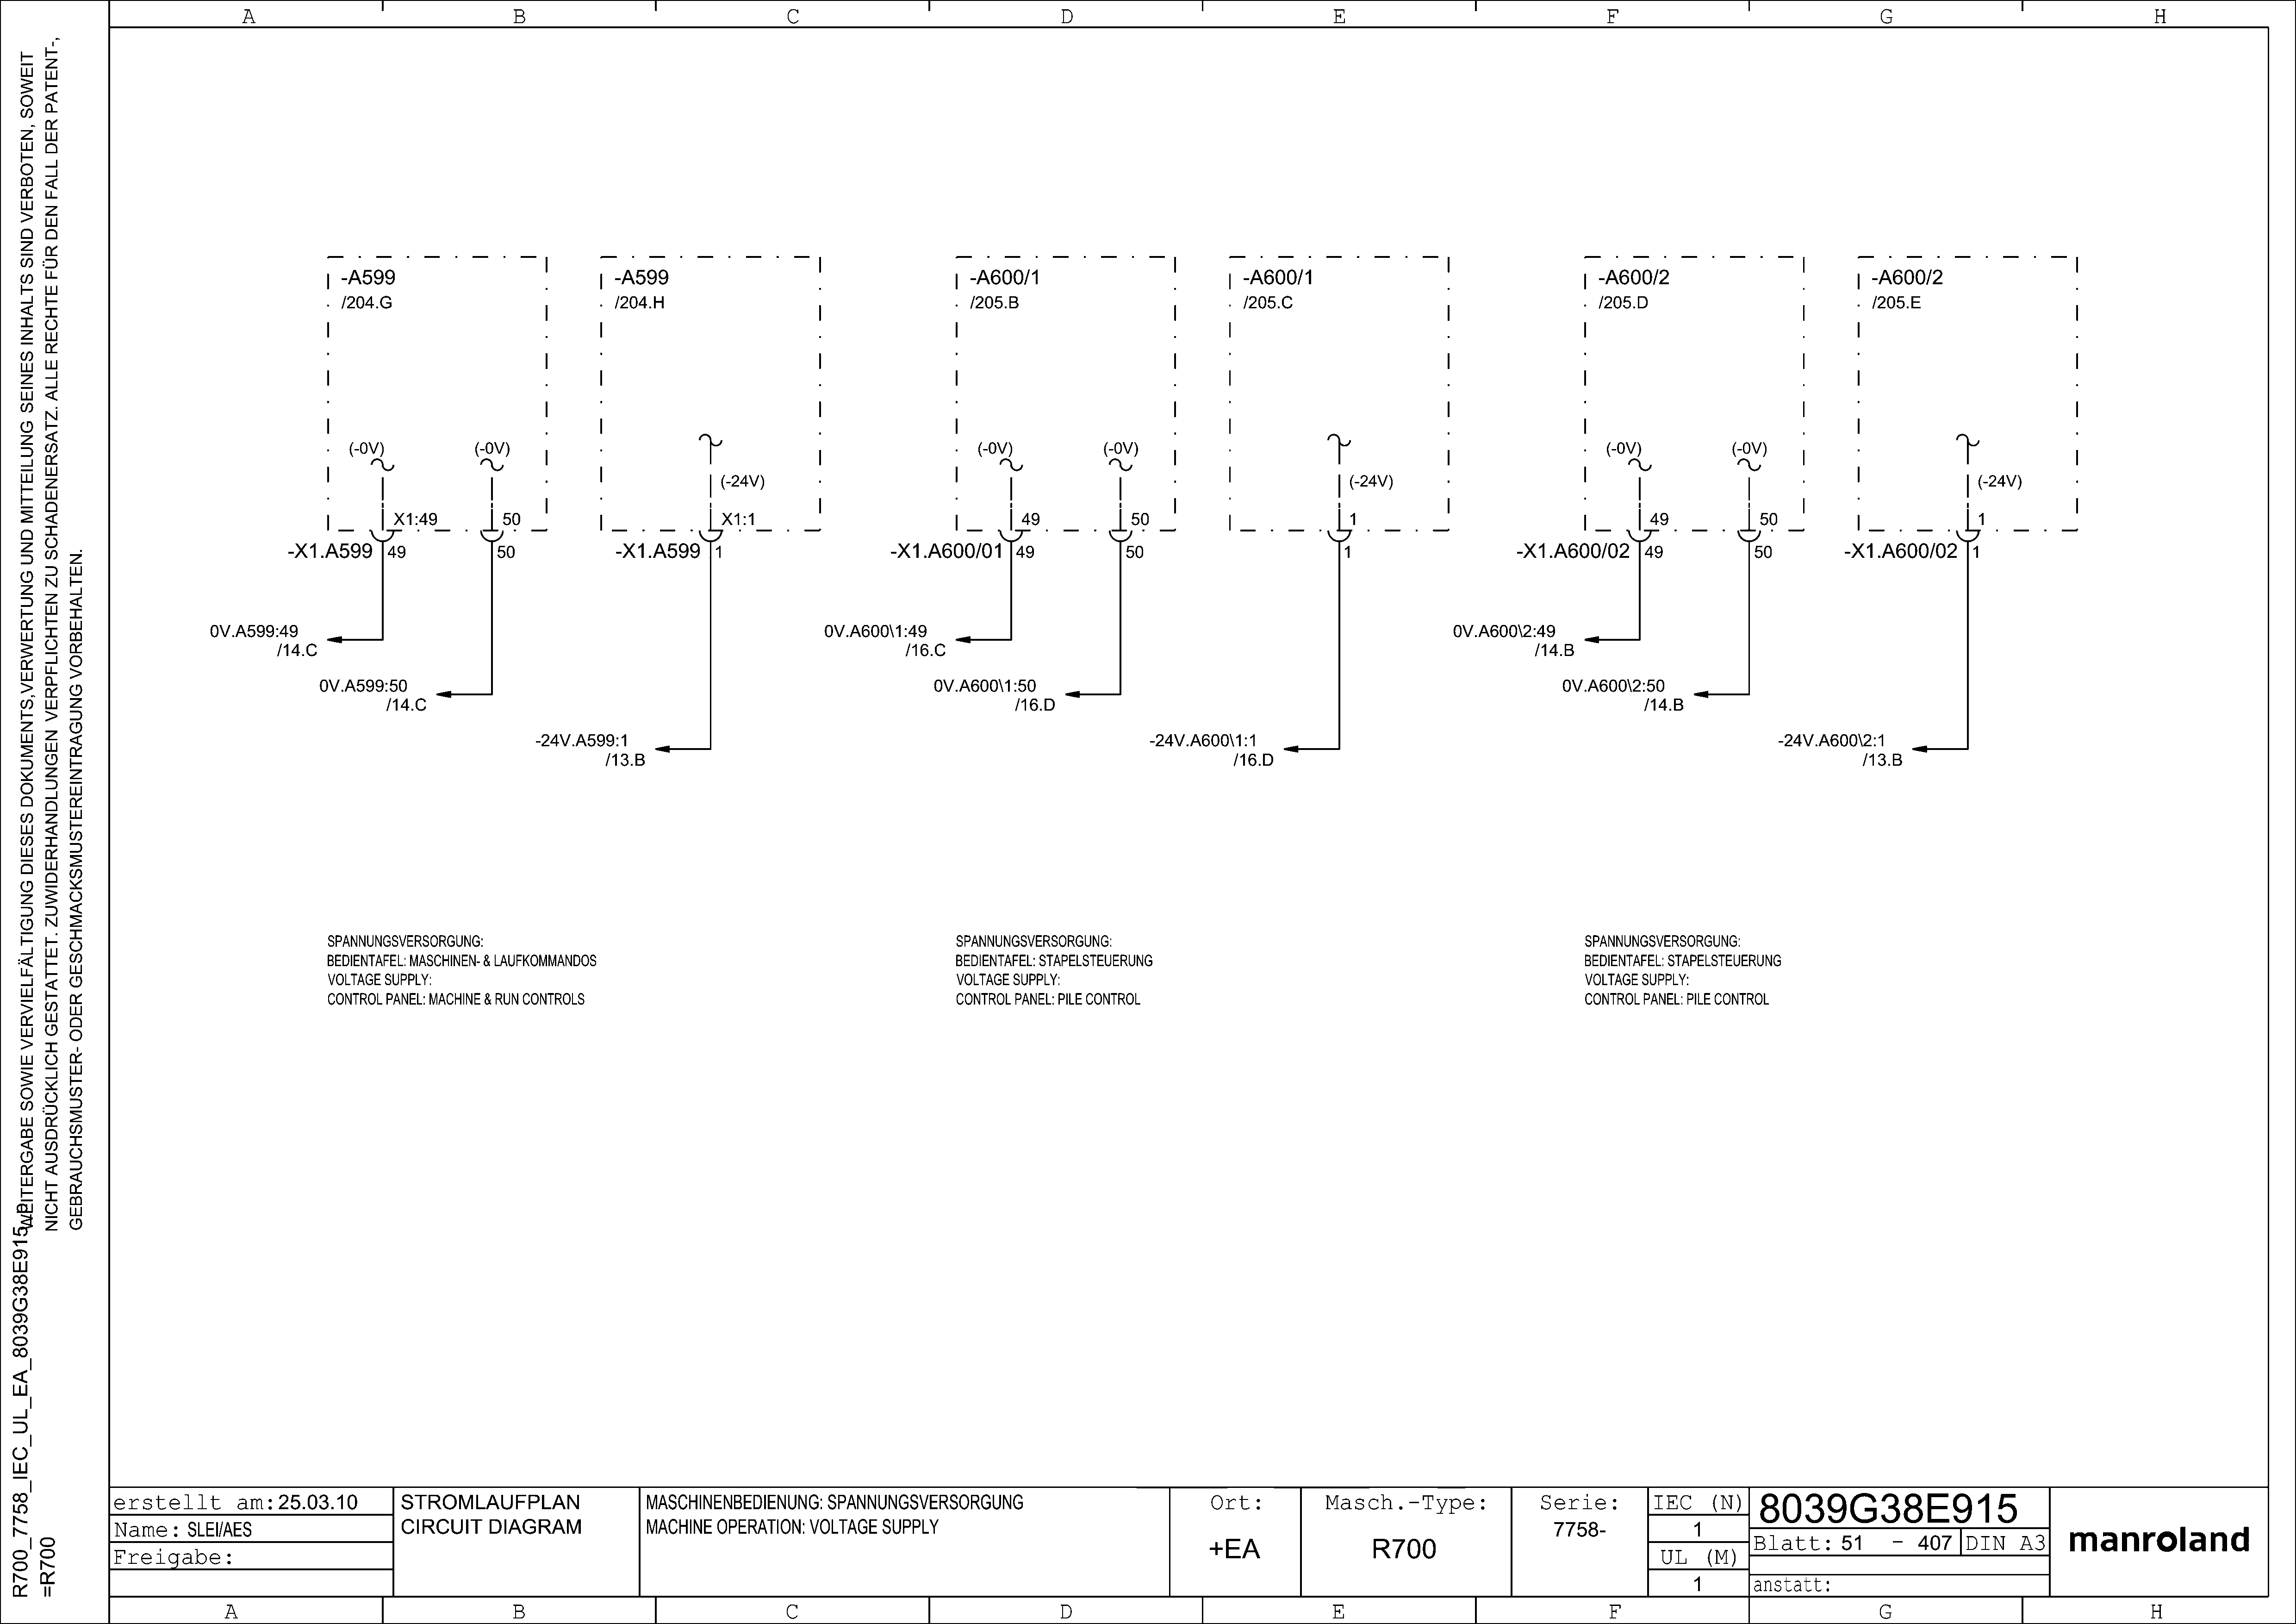 A B C D E F G H
WEITERGABE SOWIE VERVIELFÄLTIGUNG DIESES DOKUMENTS,VERWERTUNG UND MITTEILUNG SEINES INHALTS SIND VERBOTEN, SOWEIT
NICHT AUSDRÜCKLICH GESTATTET. ZUWIDERHANDLUNGEN VERPFLICHTEN ZU SCHADENERSATZ. ALLE RECHTE FÜR DEN FALL DER PATENT-,
GEBRAUCHSMUSTER- ODER GESCHMACKSMUSTEREINTRAGUNG VORBEHALTEN.
R700_7758_IEC_UL_EA_8039G38E915_
=R700
-A599
/204.G
(-0V) (-0V)
X1:49 50
-X1.A599 49 50
0V.A599:49
/14.C
0V.A599:50
/14.C
-A599
/204.H
(-24V)
X1:1
-X1.A599 1
-24V.A599:1
/13.B
-A600/1
/205.B
(-0V) (-0V)
49 50
-X1.A600/01 49 50
0V.A600\1:49
/16.C
0V.A600\1:50
/16.D
-A600/1
/205.C
(-24V)
1
1
-24V.A600\1:1
/16.D
-A600/2
/205.D
(-0V) (-0V)
49 50
-X1.A600/02 49 50
0V.A600\2:49
/14.B
0V.A600\2:50
/14.B
-A600/2
/205.E
(-24V)
1
-X1.A600/02 1
-24V.A600\2:1
/13.B
SPANNUNGSVERSORGUNG:
BEDIENTAFEL: MASCHINEN- & LAUFKOMMANDOS
VOLTAGE SUPPLY:
CONTROL PANEL: MACHINE & RUN CONTROLS
SPANNUNGSVERSORGUNG:
BEDIENTAFEL: STAPELSTEUERUNG
VOLTAGE SUPPLY:
CONTROL PANEL: PILE CONTROL
SPANNUNGSVERSORGUNG:
BEDIENTAFEL: STAPELSTEUERUNG
VOLTAGE SUPPLY:
CONTROL PANEL: PILE CONTROL
erstellt am: 25.03.10
Name: SLEI/AES
Freigabe:
STROMLAUFPLAN
CIRCUIT DIAGRAM
MASCHINENBEDIENUNG: SPANNUNGSVERSORGUNG
MACHINE OPERATION: VOLTAGE SUPPLY
Ort:
+EA
Masch.-Type:
R700
Serie:
7758-
IEC (N)
1
UL (M)
1
8039G38E915
Blatt: 51 - 407 DIN A3
anstatt:
manroland
A B C D E F G H